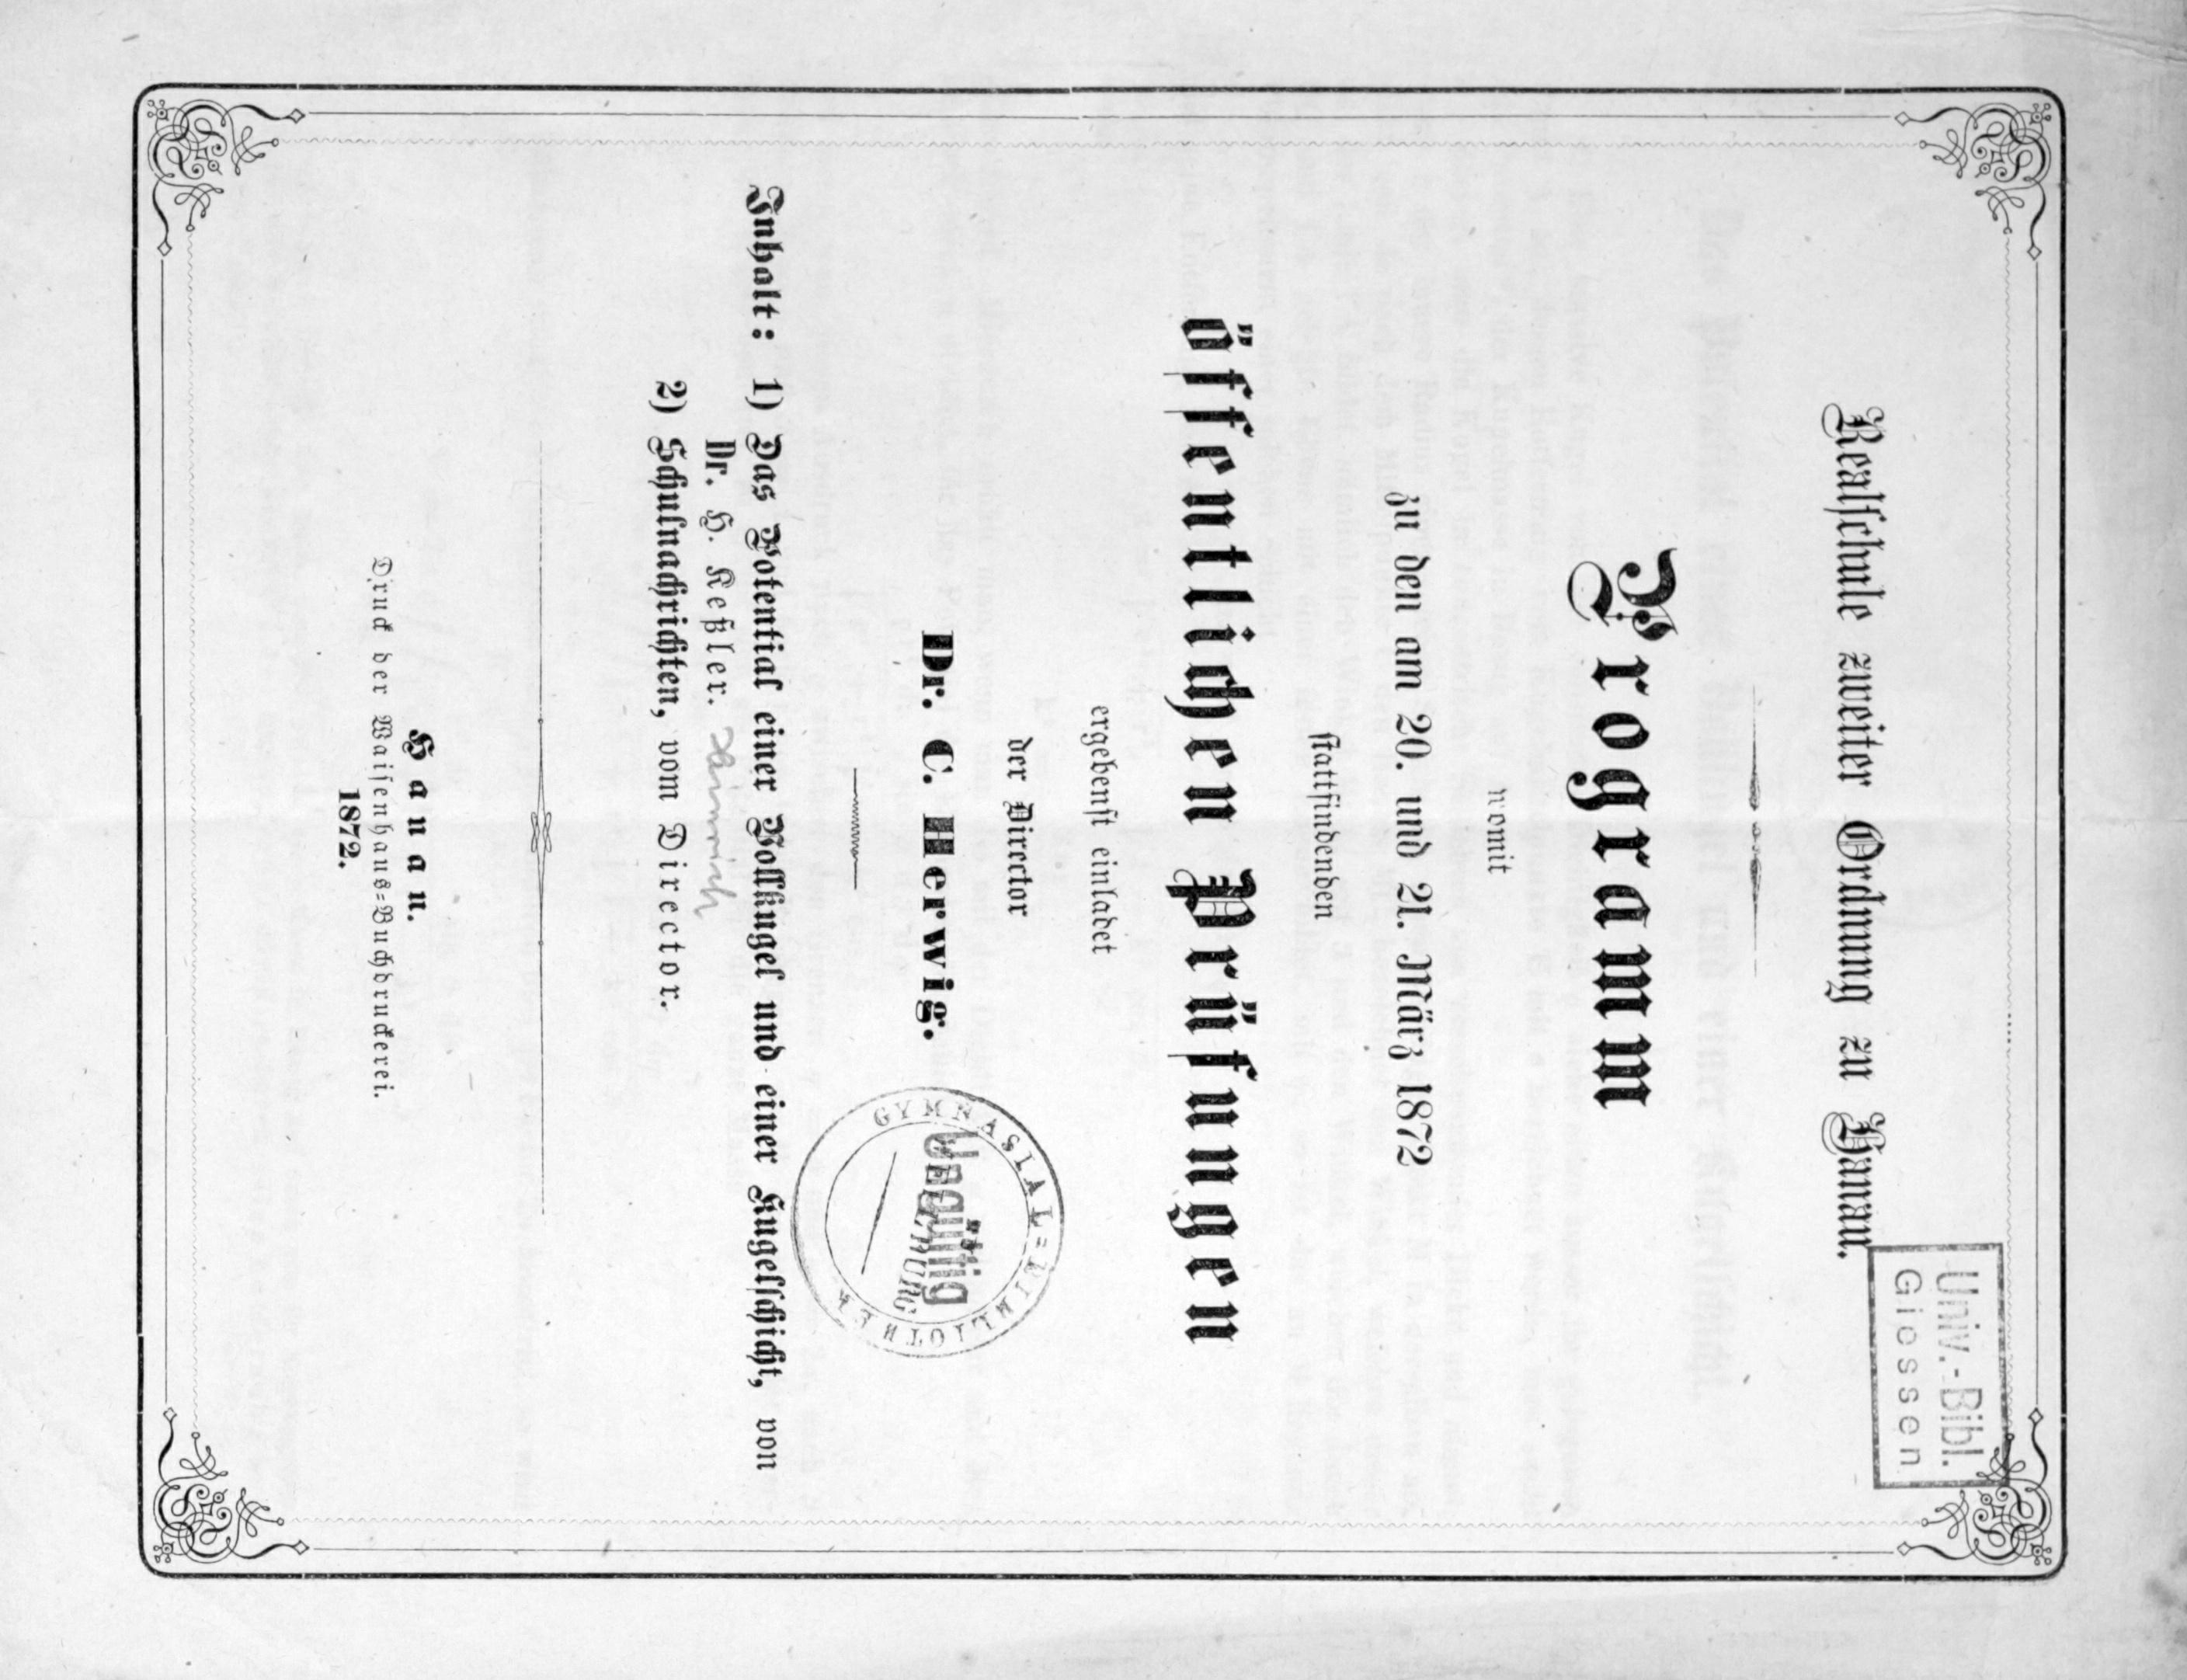 Realschule zweiter Ordnung zu Hanau.
Univ.-Bibl.
Giessen
Programm
womit
zu den am 20. und 21. März 1872
stattfindenden
öffentlichen Prüfungen
ergebenst einladet
der Director
Dr. C. Herwig.
GYMNASIAL=BIBLIOTHEK
Ungültig
Inhalt: 1) Das Potential einer Vollkugel und einer Kugelschicht, von
Dr. H. Keßler. Heinrich
2) Schulnachrichten, vom Director.
Hanau.
Druck der Waisenhaus=Buchdruckerei.
1872.